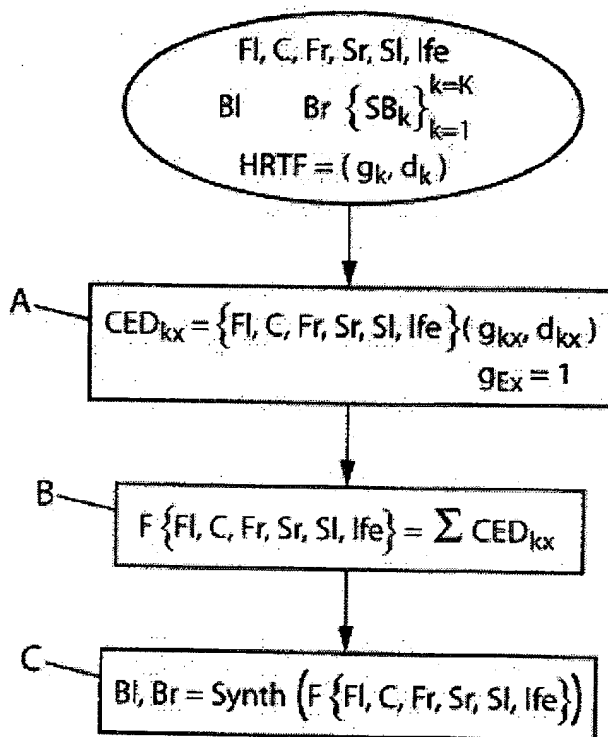 Fl, C, Fr, Sr, Sl, lfe
Bl Br {SB_k}_{k=1}^{k=K}
HRTF = (g_k, d_k)
A
CED_kx = {Fl, C, Fr, Sr, Sl, lfe}(g_kx, d_kx)
g_Ex = 1
B
F {Fl, C, Fr, Sr, Sl, lfe} = ∑ CED_kx
C
Bl, Br = Synth (F {Fl, C, Fr, Sr, Sl, lfe})